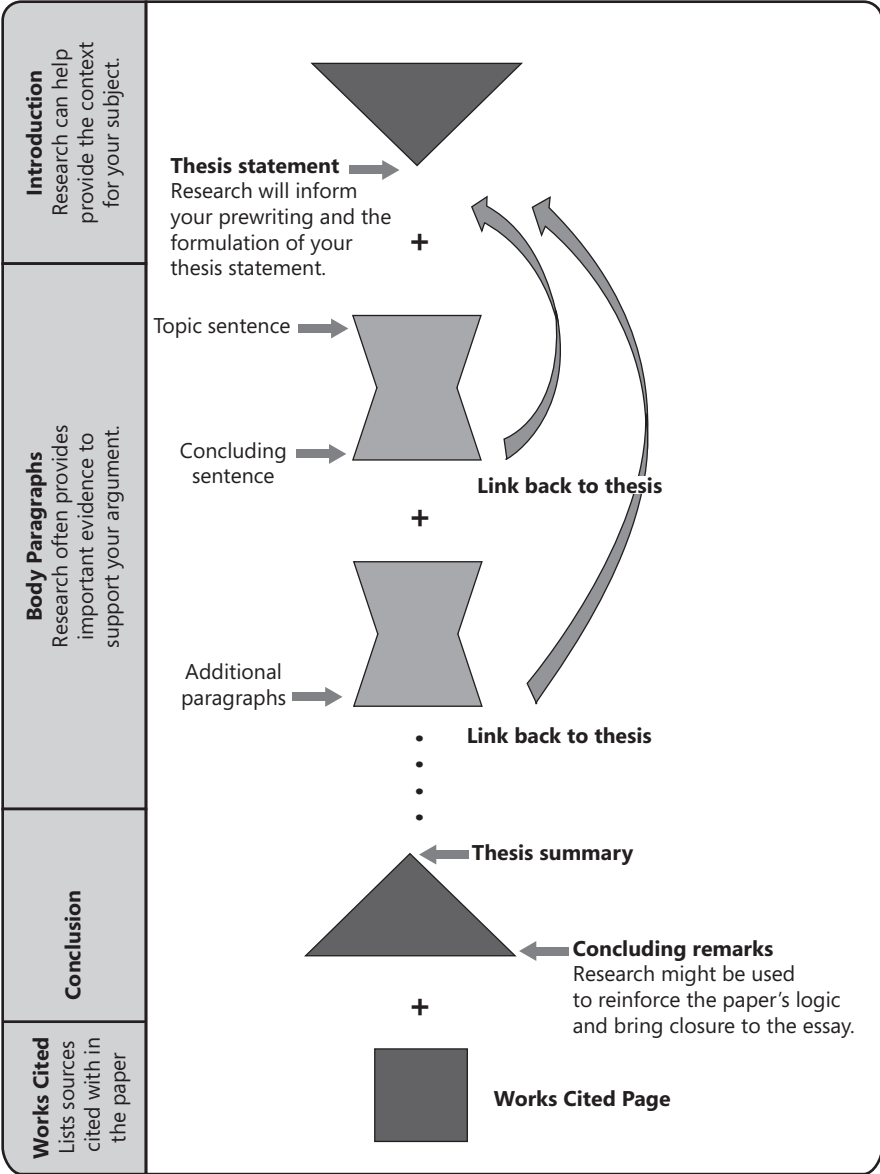 Introduction
Research can help
provide the context
for your subject.
Thesis statement
Research will inform
your prewriting and the
formulation of your
thesis statement.
+
Body Paragraphs
Research often provides
important evidence to
support your argument.
Topic sentence
Concluding
sentence
Link back to thesis
+
Additional
paragraphs
Link back to thesis
Conclusion
Thesis summary
Concluding remarks
Research might be used
to reinforce the paper's logic
and bring closure to the essay.
+
Works Cited
Lists sources
cited with in
the paper
Works Cited Page